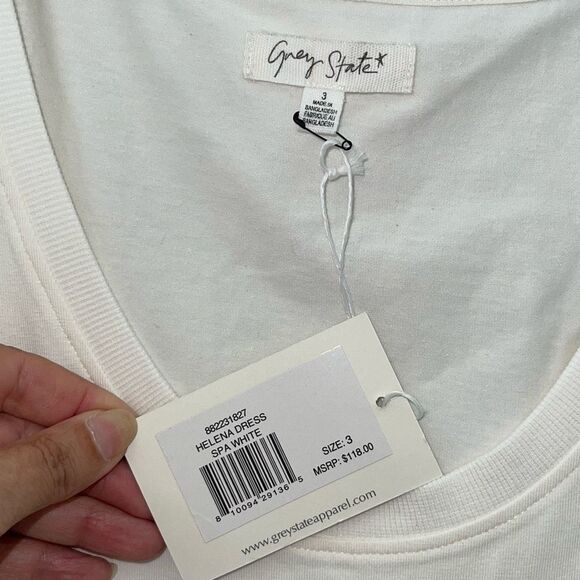 Grey State*
3
MADE IN
BANGLADESH
FABRIQUE AU
BANGLADESH
882231827
HELENA DRESS
SPA WHITE
SIZE: 3
MSRP: $118.00
8 10094 29136 5
www.greystateapparel.com